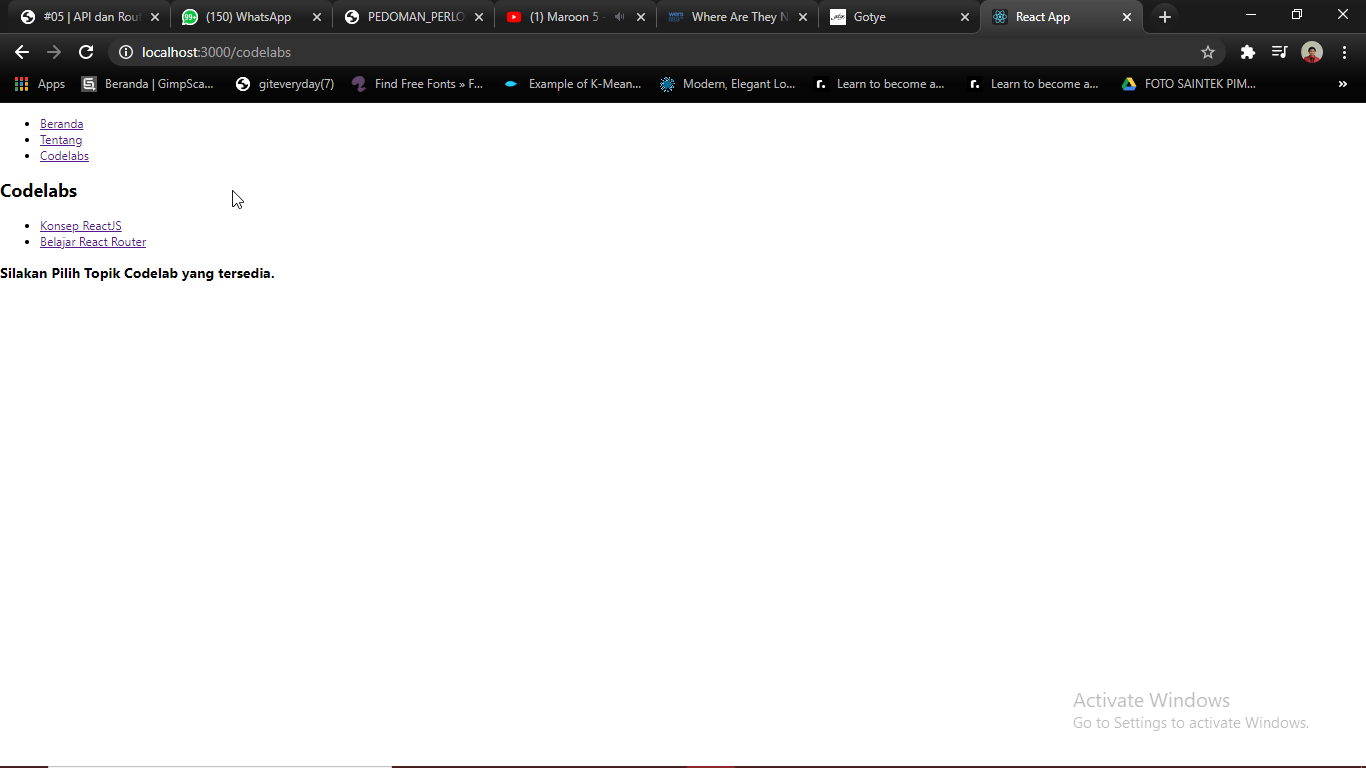 #05 | API dan Rout
(150) WhatsApp
PEDOMAN_PERLO
(1) Maroon 5 -
Where Are They N
Gotye
React App
localhost:3000/codelabs
Apps
Beranda | GimpSca...
giteveryday(7)
Find Free Fonts » F...
Example of K-Mean...
Modern, Elegant Lo...
Learn to become a...
Learn to become a...
FOTO SAINTEK PIM...
Beranda
Tentang
Codelabs
Codelabs
Konsep ReactJS
Belajar React Router
Silakan Pilih Topik Codelab yang tersedia.
Activate Windows
Go to Settings to activate Windows.